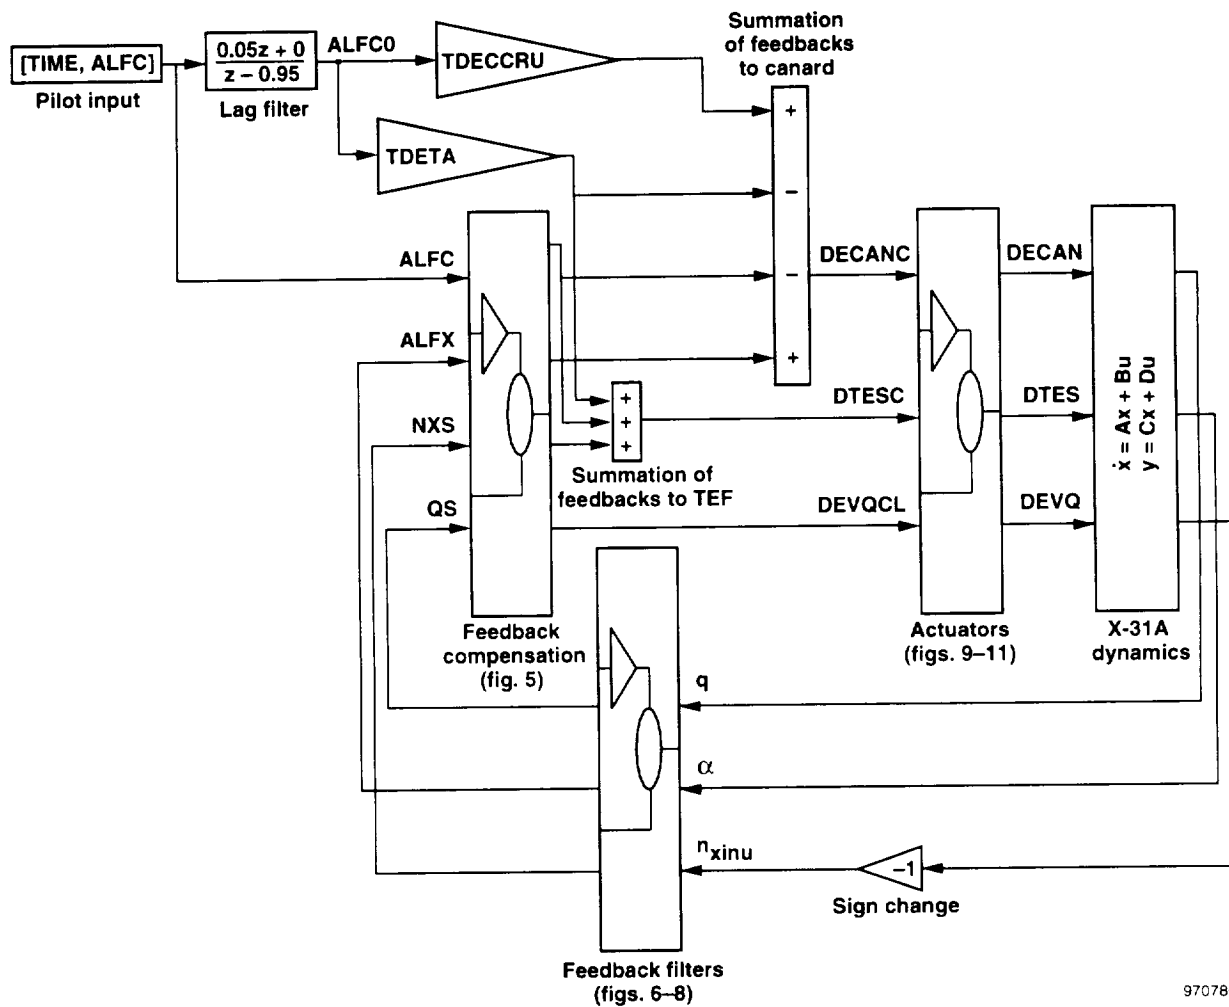 Summation
of feedbacks
to canard
[TIME, ALFC]
Pilot input
0.05z + 0
z – 0.95
Lag filter
ALFC0
TDECCRU
TDETA
+
–
–
+
ALFC
ALFX
NXS
QS
+
+
+
Summation of
feedbacks to TEF
DECANC
DTESC
DEVQCL
DECAN
DTES
DEVQ
ẋ = Ax + Bu
y = Cx + Du
Feedback
compensation
(fig. 5)
Actuators
(figs. 9–11)
X-31A
dynamics
q
α
nxinu
–1
Sign change
Feedback filters
(figs. 6–8)
97078